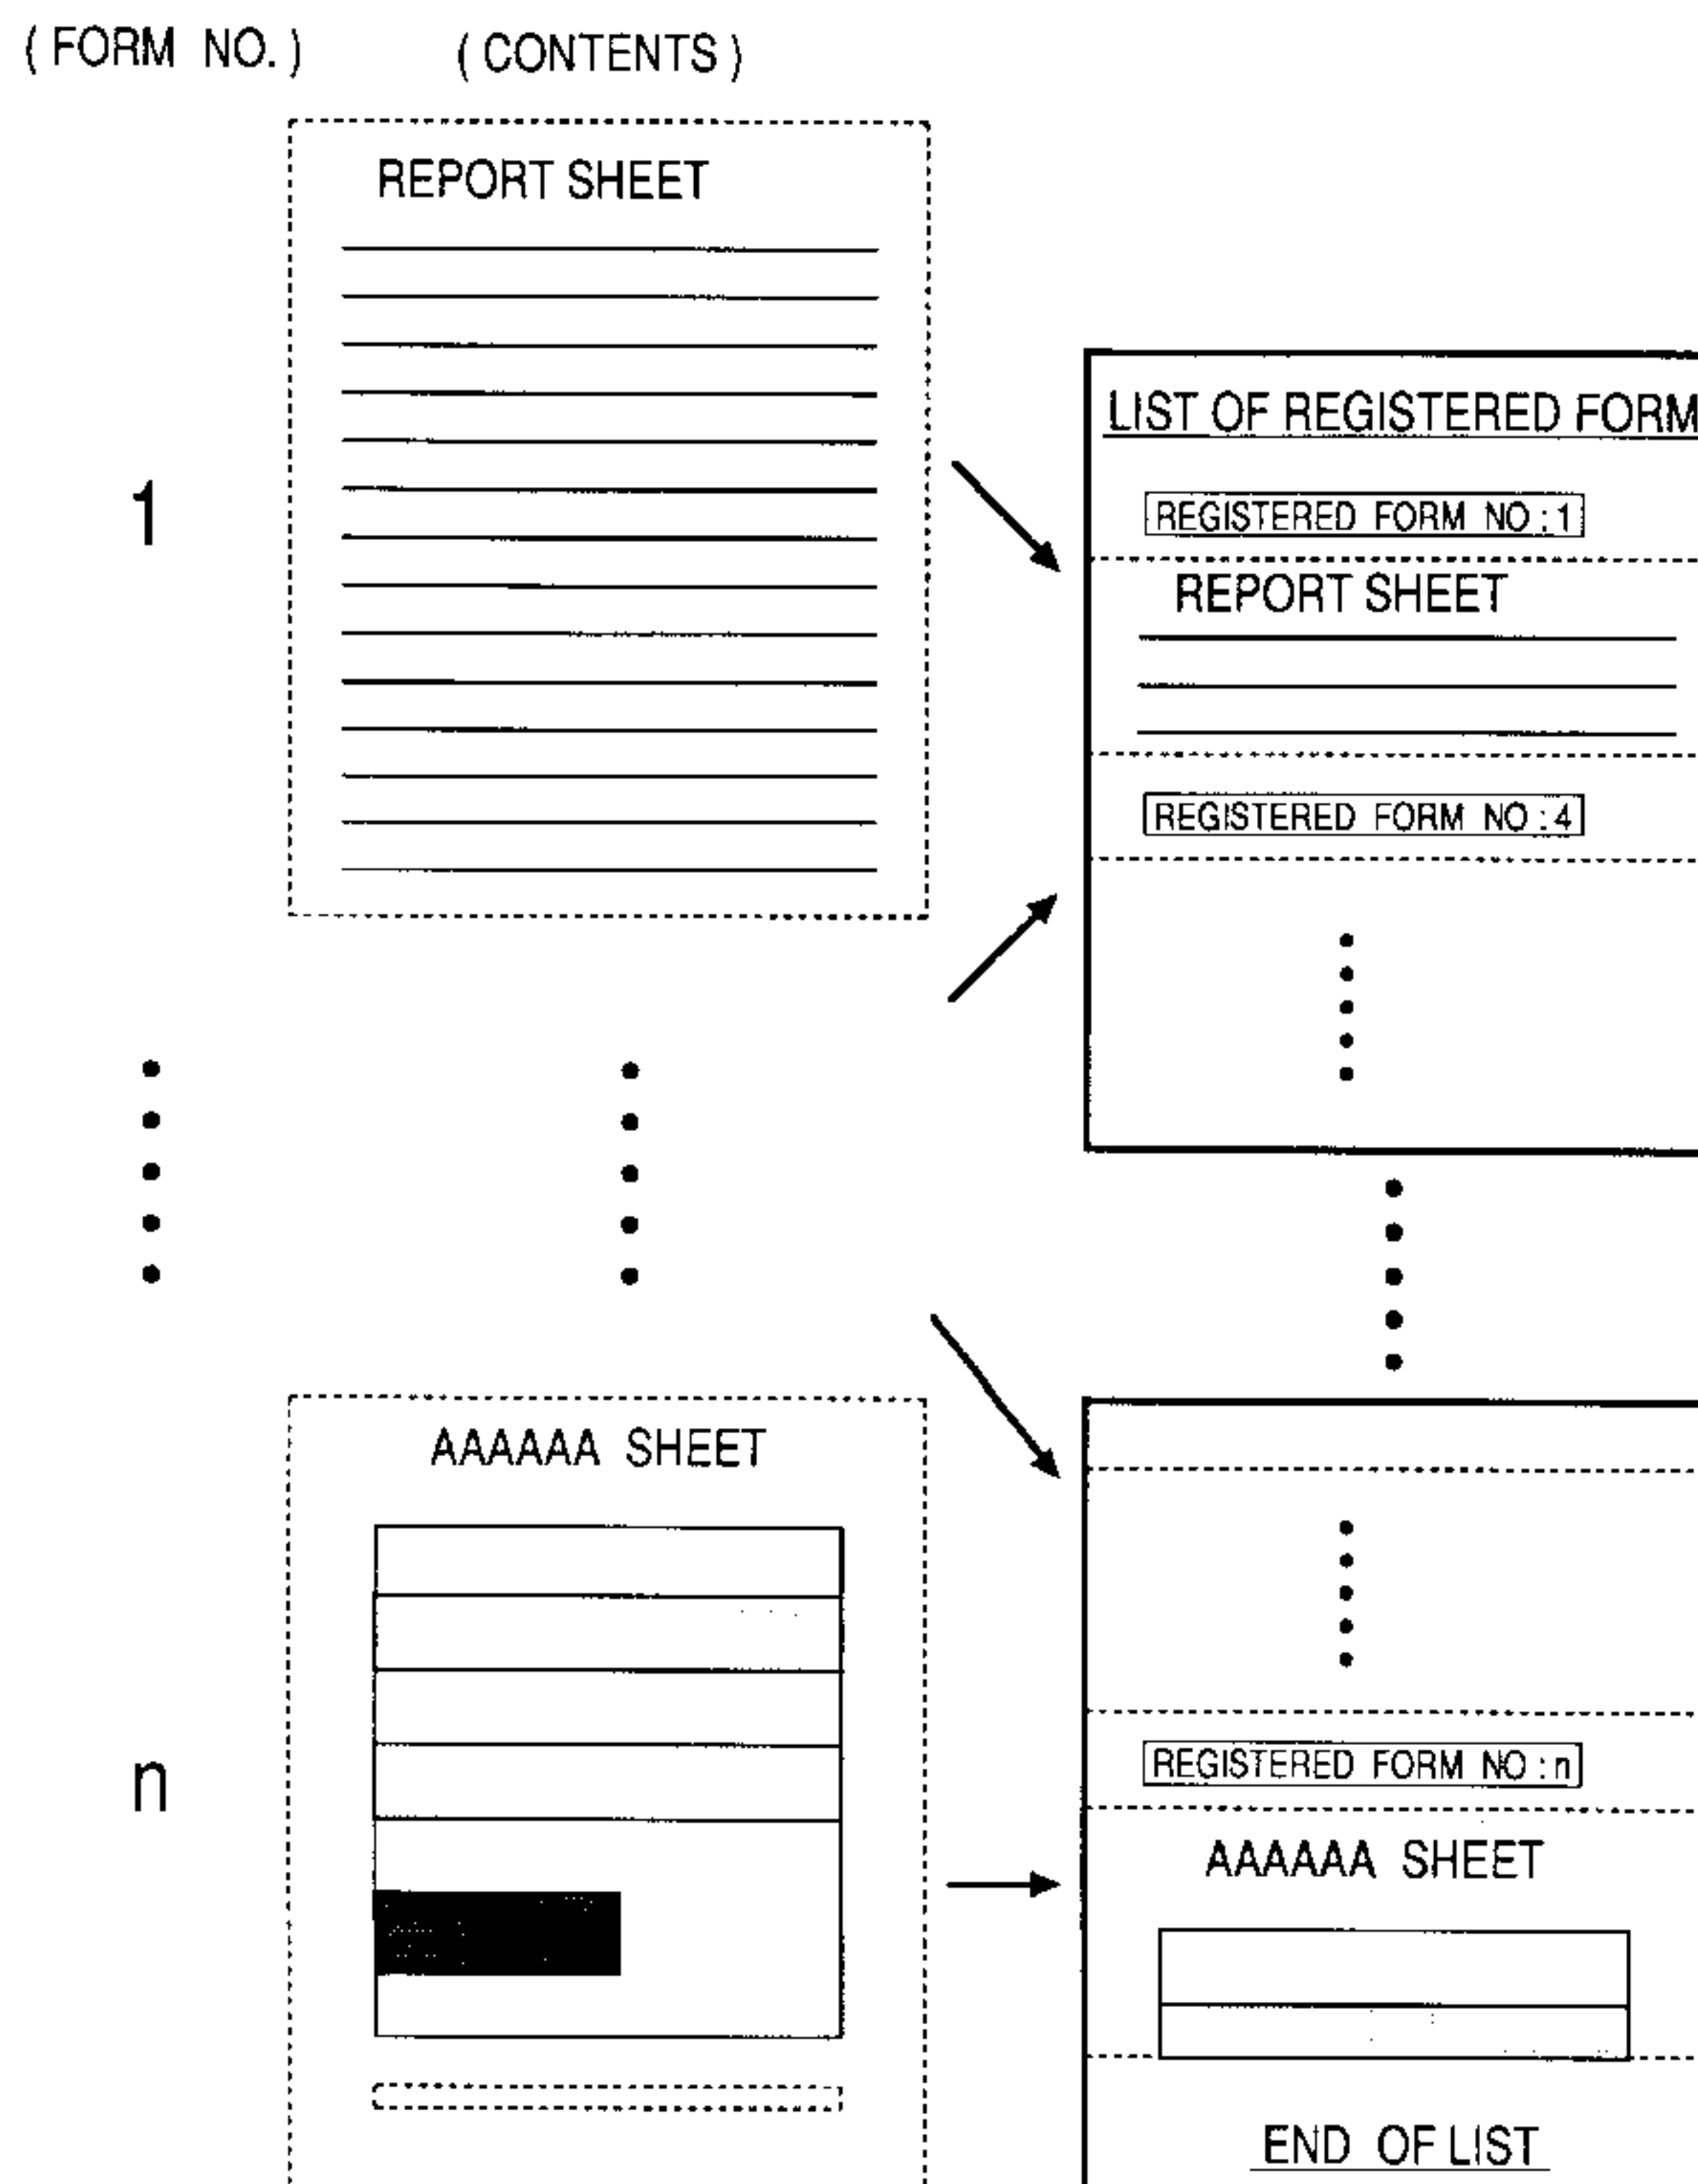 ( FORM NO. ) ( CONTENTS )
REPORT SHEET
1
LIST OF REGISTERED FORM
REGISTERED FORM NO : 1
REPORT SHEET
REGISTERED FORM NO : 4
AAAAAA SHEET
n
REGISTERED FORM NO : n
AAAAAA SHEET
END OF LIST